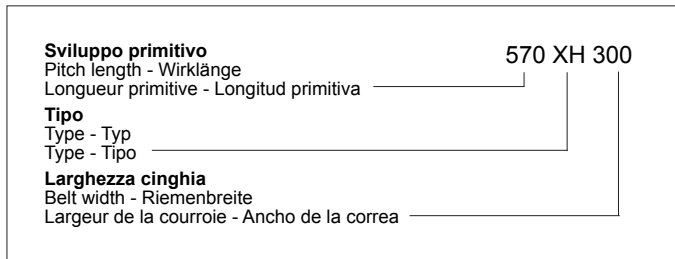 Sviluppo primitivo
570 XH 300
Pitch length - Wirklänge
Longueur primitive - Longitud primitiva
Tipo
Type - Typ
Type - Tipo
Larghezza cinghia
Belt width - Riemenbreite
Largeur de la courroie - Ancho de la correa